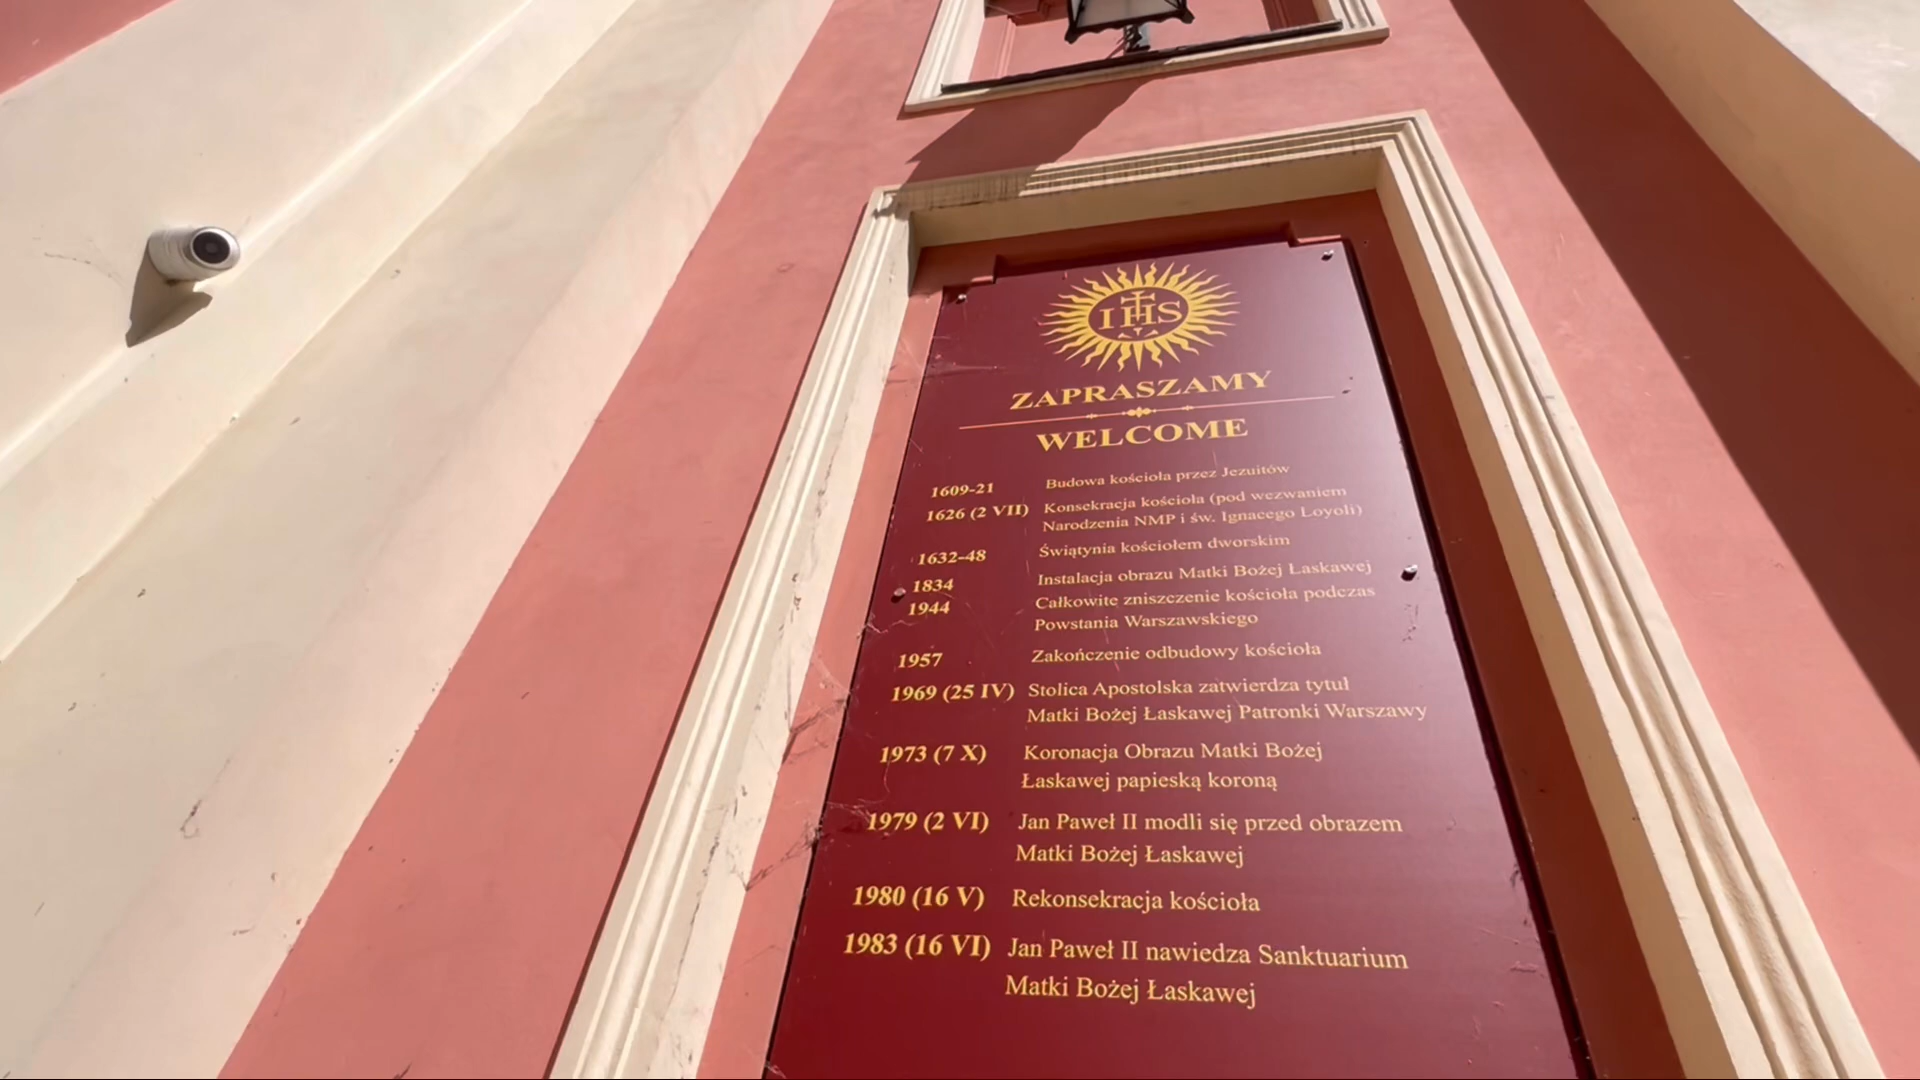 IHS
ZAPRASZAMY
WELCOME
1609-21 Budowa kościoła przez Jezuitów
1626 (2 VII) Konsekracja kościoła (pod wezwaniem
Narodzenia NMP i św. Ignacego Loyoli)
1632-48 Świątynia kościołem dworskim
1834 Instalacja obrazu Matki Bożej Łaskawej
1944 Całkowite zniszczenie kościoła podczas
Powstania Warszawskiego
1957 Zakończenie odbudowy kościoła
1969 (25 IV) Stolica Apostolska zatwierdza tytuł
Matki Bożej Łaskawej Patronki Warszawy
1973 (7 X) Koronacja Obrazu Matki Bożej
Łaskawej papieską koroną
1979 (2 VI) Jan Paweł II modli się przed obrazem
Matki Bożej Łaskawej
1980 (16 V) Rekonsekracja kościoła
1983 (16 VI) Jan Paweł II nawiedza Sanktuarium
Matki Bożej Łaskawej